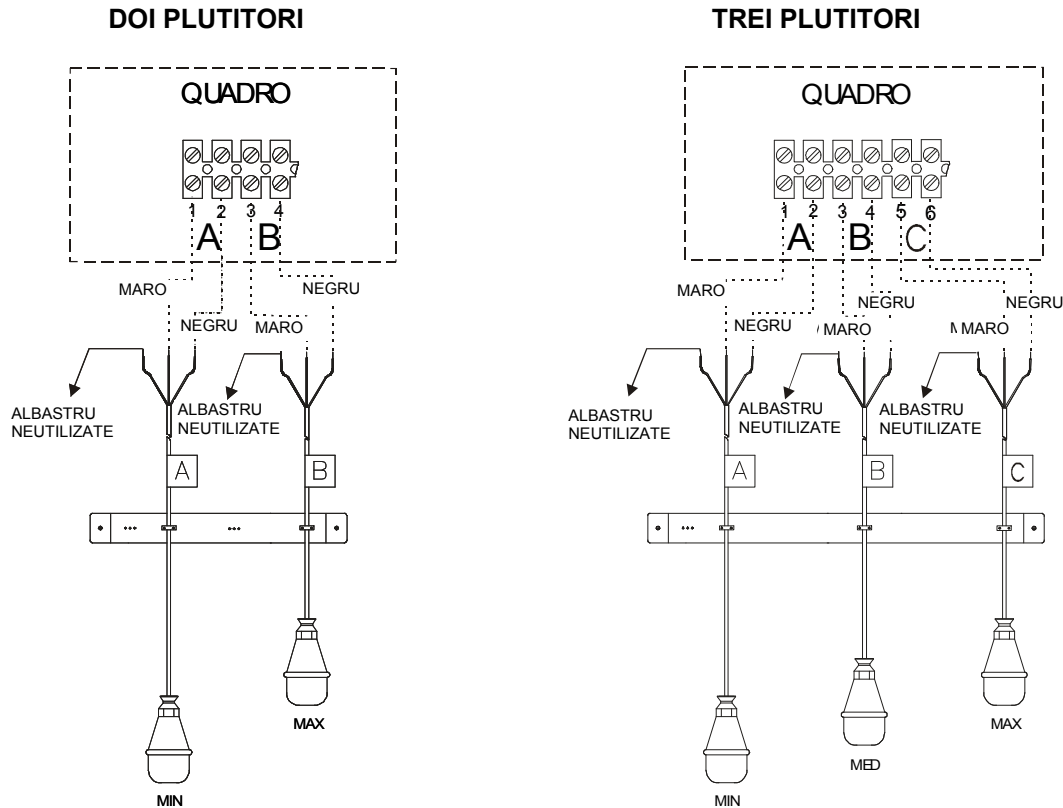 DOI PLUTITORI
QUADRO
1 2 3 4
A B
MARO
NEGRU
NEGRU
MARO
ALBASTRU
NEUTILIZATE
ALBASTRU
NEUTILIZATE
A
B
MAX
MIN
TREI PLUTITORI
QUADRO
1 2 3 4 5 6
A B C
MARO
NEGRU
NEGRU
NEGRU
MARO
MARO
ALBASTRU
NEUTILIZATE
ALBASTRU
NEUTILIZATE
ALBASTRU
NEUTILIZATE
A
B
C
MAX
MED
MIN